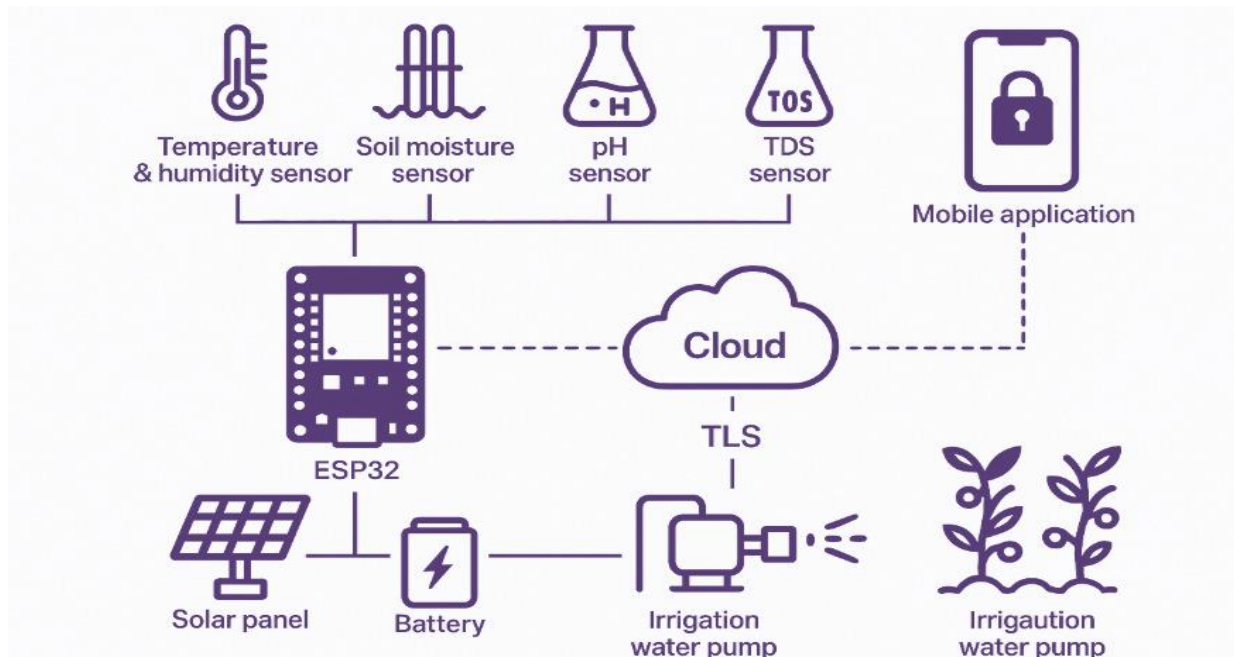 • H
TOS
Temperature
& humidity sensor
Soil moisture
sensor
pH
sensor
TDS
sensor
Mobile application
Cloud
TLS
ESP32
Solar panel
Battery
Irrigation
water pump
Irrigaution
water pump